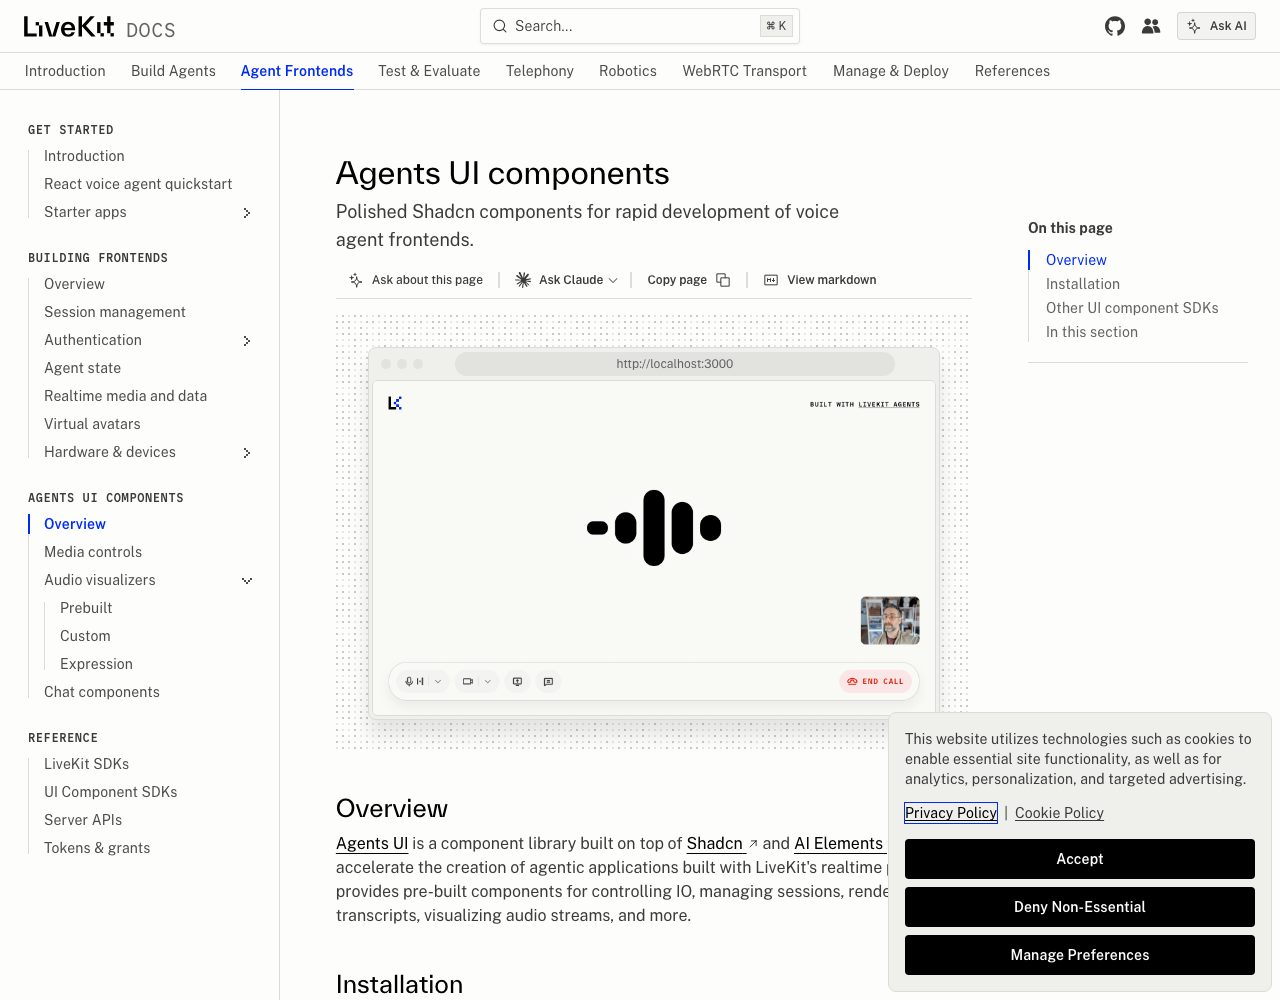 LiveKit DOCS
Search...
⌘ K
Ask AI
Introduction
Build Agents
Agent Frontends
Test & Evaluate
Telephony
Robotics
WebRTC Transport
Manage & Deploy
References
GET STARTED
Introduction
React voice agent quickstart
Starter apps
BUILDING FRONTENDS
Overview
Session management
Authentication
Agent state
Realtime media and data
Virtual avatars
Hardware & devices
AGENTS UI COMPONENTS
Overview
Media controls
Audio visualizers
Prebuilt
Custom
Expression
Chat components
REFERENCE
LiveKit SDKs
UI Component SDKs
Server APIs
Tokens & grants
Agents UI components
Polished Shadcn components for rapid development of voice
agent frontends.
Ask about this page
Ask Claude
Copy page
View markdown
http://localhost:3000
BUILT WITH LIVEKIT AGENTS
END CALL
Overview
Agents UI is a component library built on top of Shadcn ↗ and AI Elements
accelerate the creation of agentic applications built with LiveKit's realtime
provides pre-built components for controlling IO, managing sessions,
transcripts, visualizing audio streams, and more.
Installation
On this page
Overview
Installation
Other UI component SDKs
In this section
This website utilizes technologies such as cookies to
enable essential site functionality, as well as for
analytics, personalization, and targeted advertising.
Privacy Policy | Cookie Policy
Accept
Deny Non-Essential
Manage Preferences